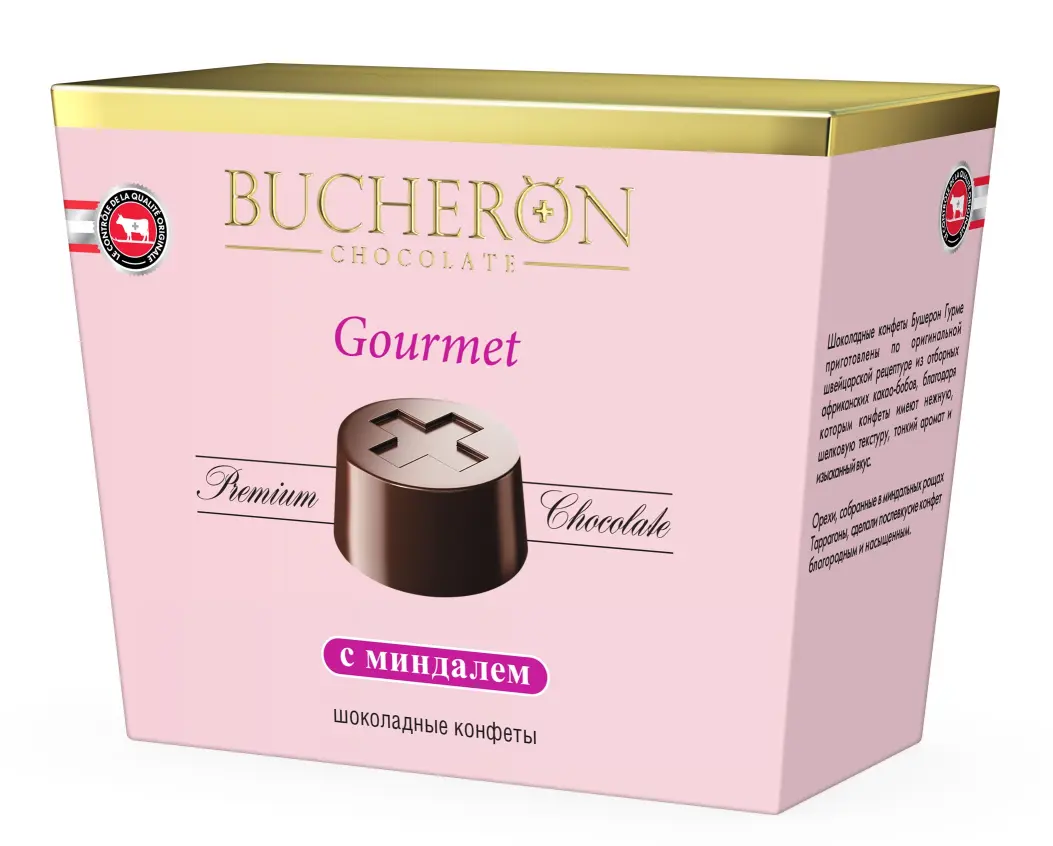 BUCHERON
CHOCOLATE
LE CONTRÔLE DE LA QUALITÉ ORIGINALE
Gourmet
Premium
Chocolate
с миндалем
шоколадные конфеты
Шоколадные конфеты Бушерон Гурме
приготовлены по оригинальной
швейцарской рецептуре из отборных
африканских какао-бобов, благодаря
которым конфеты имеют нежную,
шелковую текстуру, тонкий аромат и
изысканный вкус.
Орехи, собранные в миндальных рощах
Таррагоны, сделали послевкусие конфет
благородным и насыщенным.